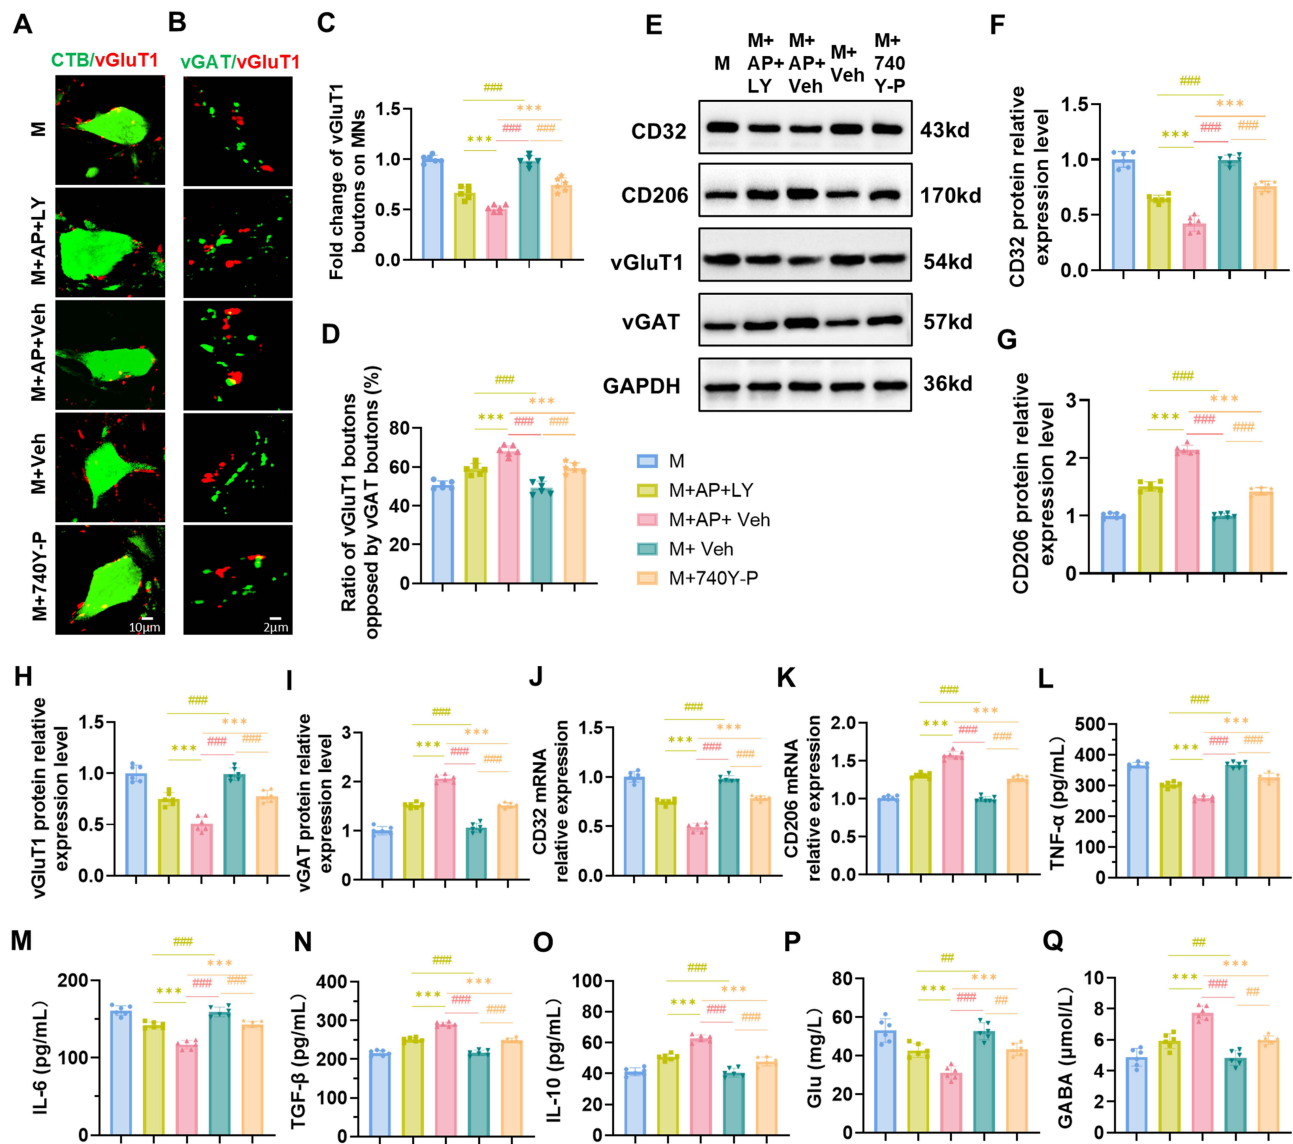 A
CTB/vGluT1
M
M+AP+LY
M+AP+Veh
M+Veh
M+740Y-P
10μm
B
vGAT/vGluT1
2μm
C
Fold change of vGluT1
boutons on MNs
1.5
1.0
0.5
0.0
###
***
***
###
###
D
Ratio of vGluT1 boutons
opposed by vGAT boutons (%)
80
60
40
20
0
###
***
***
###
###
E
M
M+
AP+
LY
M+
AP+
Veh
M+
Veh
M+
740
Y-P
CD32
43kd
CD206
170kd
vGluT1
54kd
vGAT
57kd
GAPDH
36kd
M
M+AP+LY
M+AP+ Veh
M+ Veh
M+740Y-P
F
CD32 protein relative
expression level
1.5
1.0
0.5
0.0
###
***
***
###
###
G
CD206 protein relative
expression level
3
2
1
0
###
***
***
###
###
H
vGluT1 protein relative
expression level
1.5
1.0
0.5
0.0
###
***
***
###
###
I
vGAT protein relative
expression level
3
2
1
0
###
***
***
###
###
J
CD32 mRNA
relative expression
1.5
1.0
0.5
0.0
###
***
***
###
###
K
CD206 mRNA
relative expression
2.0
1.5
1.0
0.5
0.0
###
***
***
###
###
L
TNF-α (pg/mL)
500
450
400
350
300
250
200
150
100
50
0
###
***
***
###
###
M
IL-6 (pg/mL)
200
100
0
###
***
***
###
###
N
TGF-β (pg/mL)
400
300
200
100
0
###
***
***
###
###
O
IL-10 (pg/mL)
100
80
60
40
20
0
###
***
***
###
###
P
Glu (mg/L)
80
60
40
20
0
##
***
***
###
##
Q
GABA (μmol/L)
10
8
6
4
2
0
##
***
***
###
##